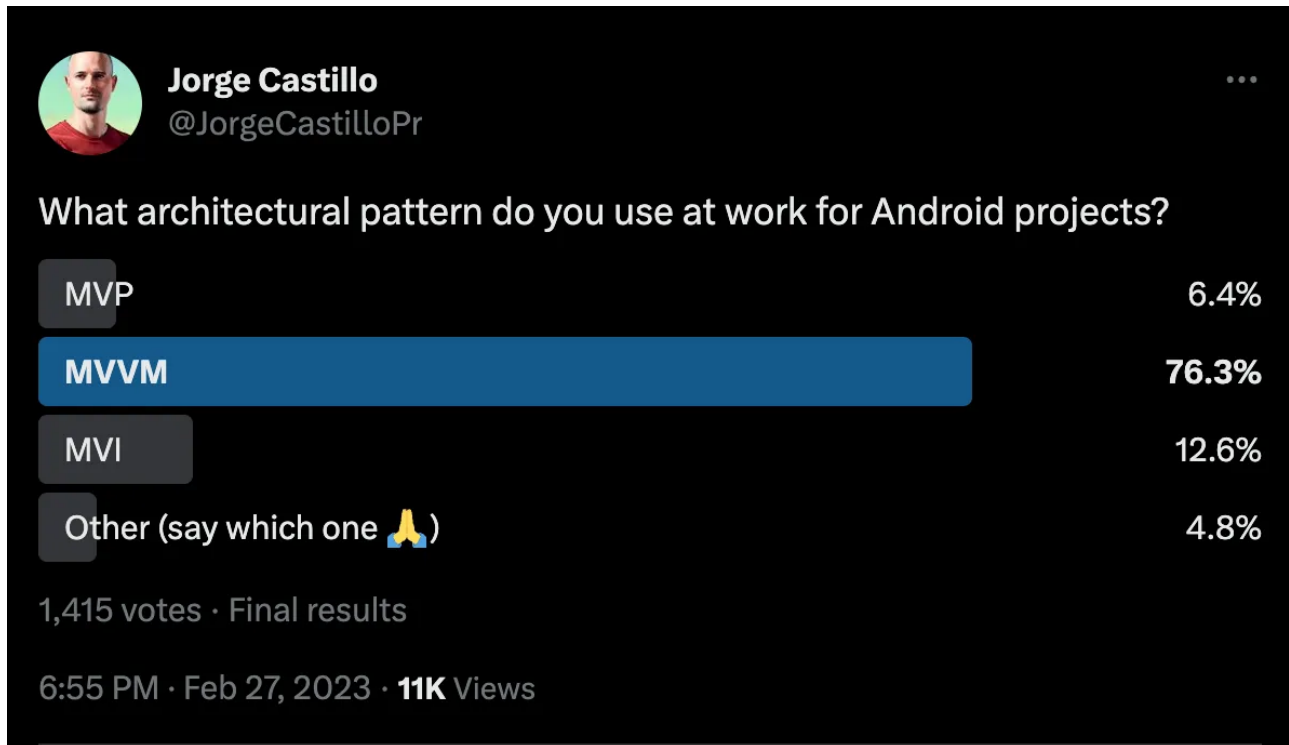 Jorge Castillo
@JorgeCastilloPr
What architectural pattern do you use at work for Android projects?
MVP 6.4%
MVVM 76.3%
MVI 12.6%
Other (say which one 🙏) 4.8%
1,415 votes · Final results
6:55 PM · Feb 27, 2023 · 11K Views